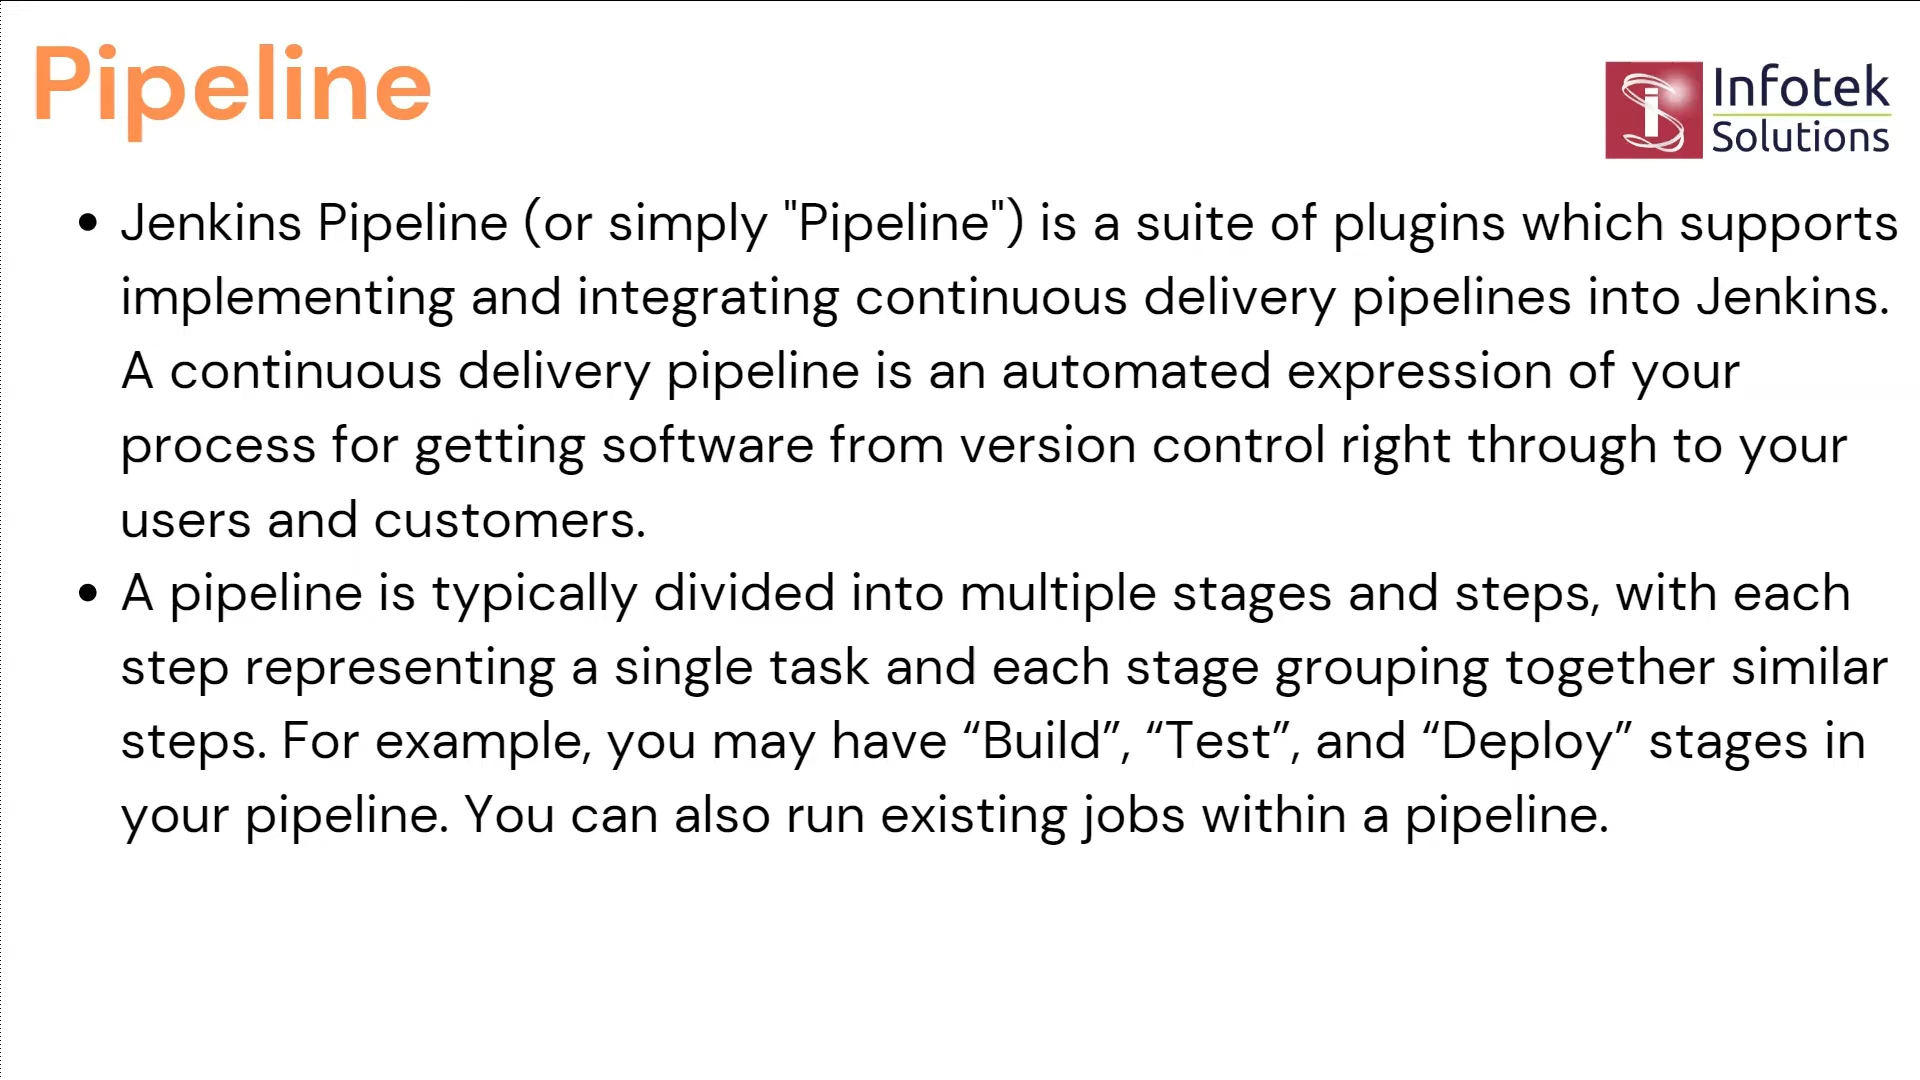 Pipeline
Infotek
Solutions
• Jenkins Pipeline (or simply "Pipeline") is a suite of plugins which supports
implementing and integrating continuous delivery pipelines into Jenkins.
A continuous delivery pipeline is an automated expression of your
process for getting software from version control right through to your
users and customers.
• A pipeline is typically divided into multiple stages and steps, with each
step representing a single task and each stage grouping together similar
steps. For example, you may have “Build”, “Test”, and “Deploy” stages in
your pipeline. You can also run existing jobs within a pipeline.